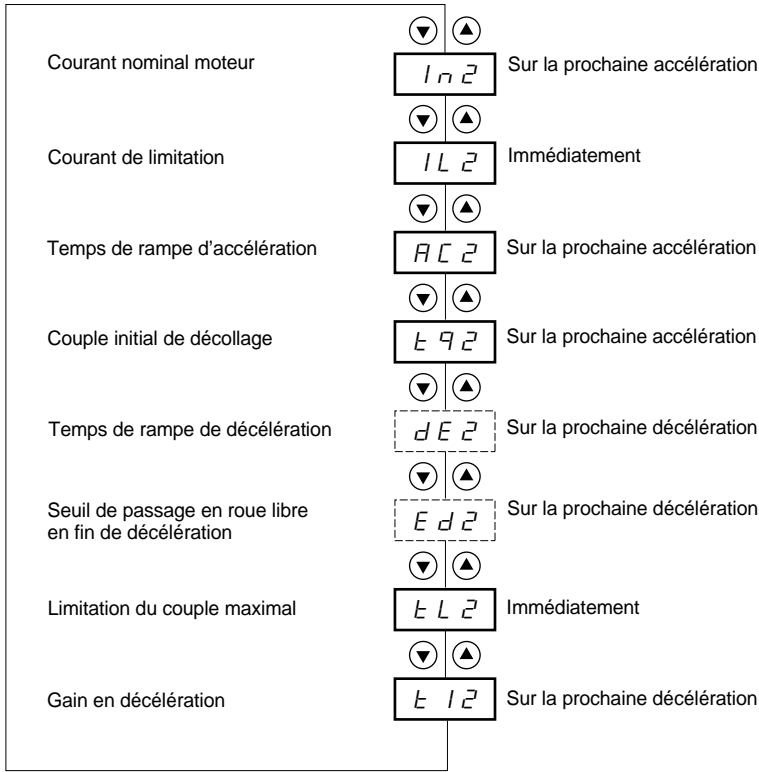 Courant nominal moteur In2 Sur la prochaine accélération
Courant de limitation IL2 Immédiatement
Temps de rampe d'accélération AC2 Sur la prochaine accélération
Couple initial de décollage tq2 Sur la prochaine accélération
Temps de rampe de décélération dE2 Sur la prochaine décélération
Seuil de passage en roue libre
en fin de décélération Ed2 Sur la prochaine décélération
Limitation du couple maximal tL2 Immédiatement
Gain en décélération tI2 Sur la prochaine décélération